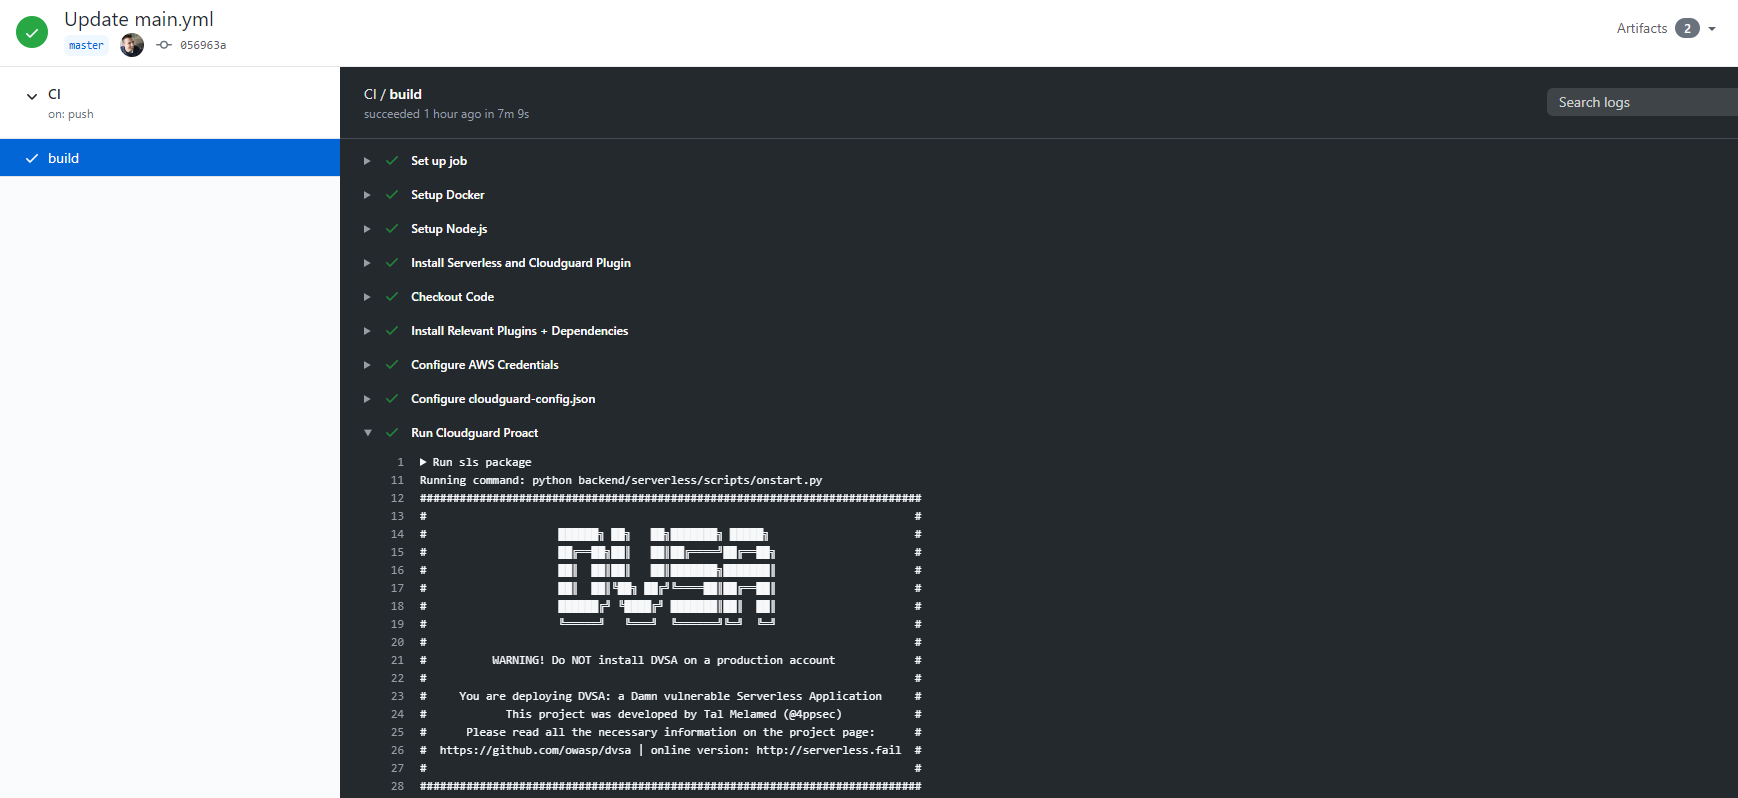 Update main.yml
master 056963a
Artifacts 2
CI
on: push
build
CI / build
succeeded 1 hour ago in 7m 9s
Search logs
Set up job
Setup Docker
Setup Node.js
Install Serverless and Cloudguard Plugin
Checkout Code
Install Relevant Plugins + Dependencies
Configure AWS Credentials
Configure cloudguard-config.json
Run Cloudguard Proact
1 Run sls package
11 Running command: python backend/serverless/scripts/onstart.py
12 ############################################################################
13 # #
14 # ██████╗ ██╗   ██╗███████╗ █████╗ #
15 # ██╔══██╗██║   ██║██╔════╝██╔══██╗ #
16 # ██║  ██║██║   ██║███████╗███████║ #
17 # ██║  ██║╚██╗ ██╔╝╚════██║██╔══██║ #
18 # ██████╔╝ ╚████╔╝ ███████║██║  ██║ #
19 # ╚═════╝   ╚═══╝  ╚══════╝╚═╝  ╚═╝ #
20 # #
21 # WARNING! Do NOT install DVSA on a production account #
22 # #
23 # You are deploying DVSA: a Damn vulnerable Serverless Application #
24 # This project was developed by Tal Melamed (@4ppsec) #
25 # Please read all the necessary information on the project page: #
26 # https://github.com/owasp/dvsa | online version: http://serverless.fail #
27 # #
28 ############################################################################